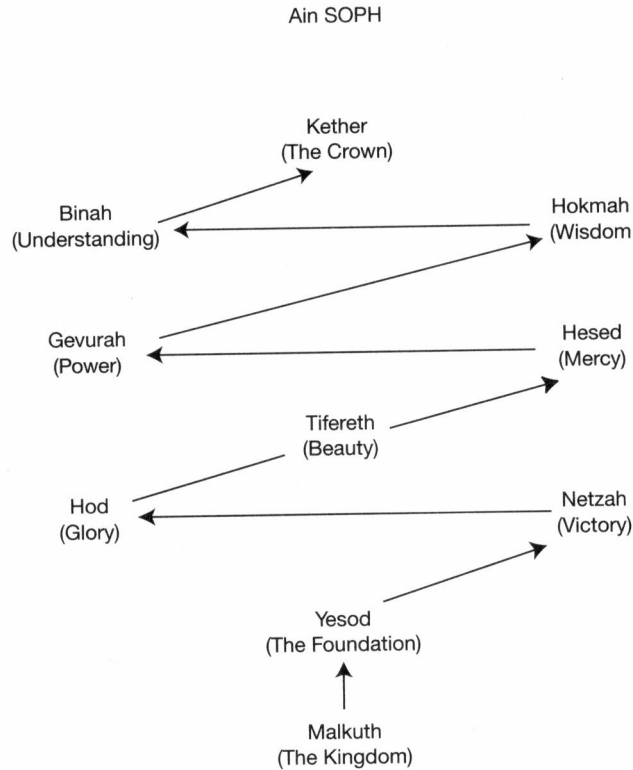 Ain SOPH
Kether
(The Crown)
Binah
(Understanding)
Hokmah
(Wisdom
Gevurah
(Power)
Hesed
(Mercy)
Tifereth
(Beauty)
Hod
(Glory)
Netzah
(Victory)
Yesod
(The Foundation)
Malkuth
(The Kingdom)